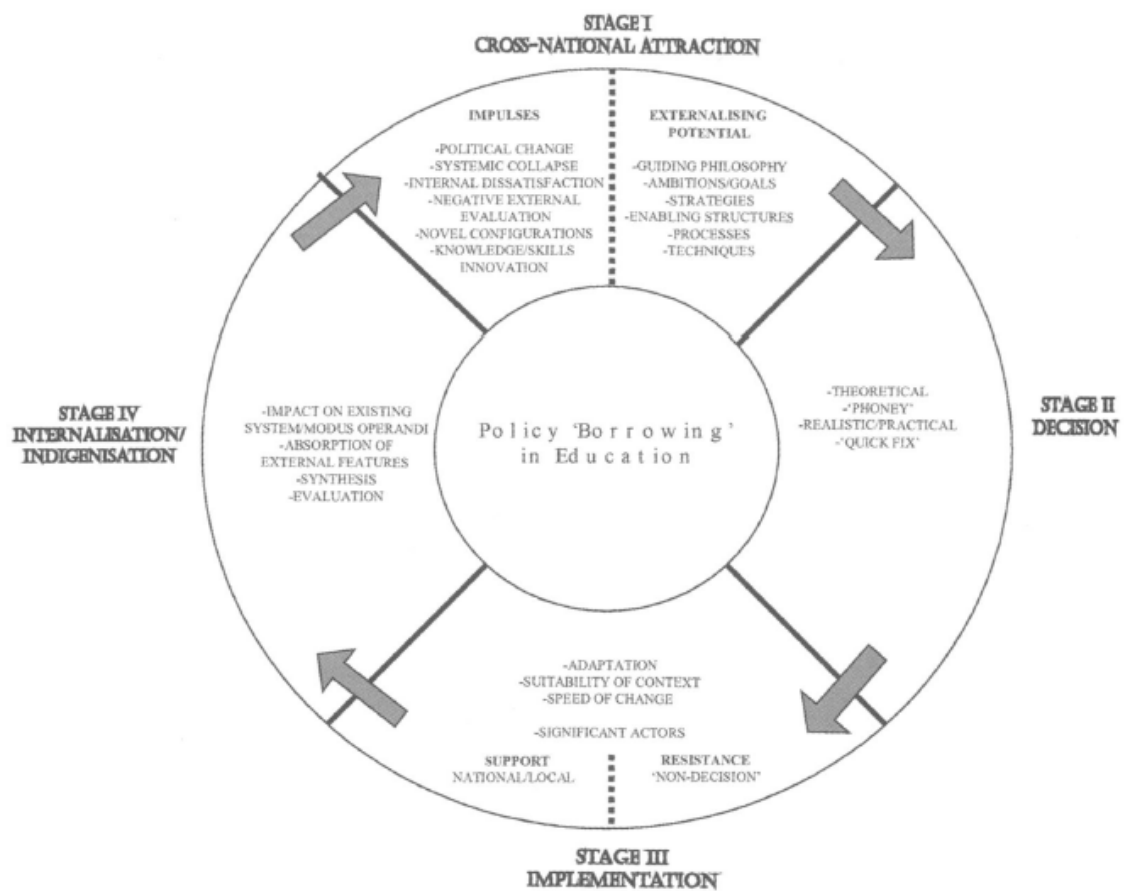 STAGE I
CROSS-NATIONAL ATTRACTION
IMPULSES
-POLITICAL CHANGE
-SYSTEMIC COLLAPSE
-INTERNAL DISSATISFACTION
-NEGATIVE EXTERNAL
EVALUATION
-NOVEL CONFIGURATIONS
-KNOWLEDGE/SKILLS
INNOVATION
EXTERNALISING
POTENTIAL
-GUIDING PHILOSOPHY
-AMBITIONS/GOALS
-STRATEGIES
-ENABLING STRUCTURES
-PROCESSES
-TECHNIQUES
STAGE II
DECISION
-THEORETICAL
-'PHONEY'
-REALISTIC/PRACTICAL
-'QUICK FIX'
Policy 'Borrowing'
in Education
STAGE IV
INTERNALISATION/
INDIGENISATION
-IMPACT ON EXISTING
SYSTEM/MODUS OPERANDI
-ABSORPTION OF
EXTERNAL FEATURES
-SYNTHESIS
-EVALUATION
-ADAPTATION
-SUITABILITY OF CONTEXT
-SPEED OF CHANGE
-SIGNIFICANT ACTORS
SUPPORT
NATIONAL/LOCAL
RESISTANCE
'NON-DECISION'
STAGE III
IMPLEMENTATION